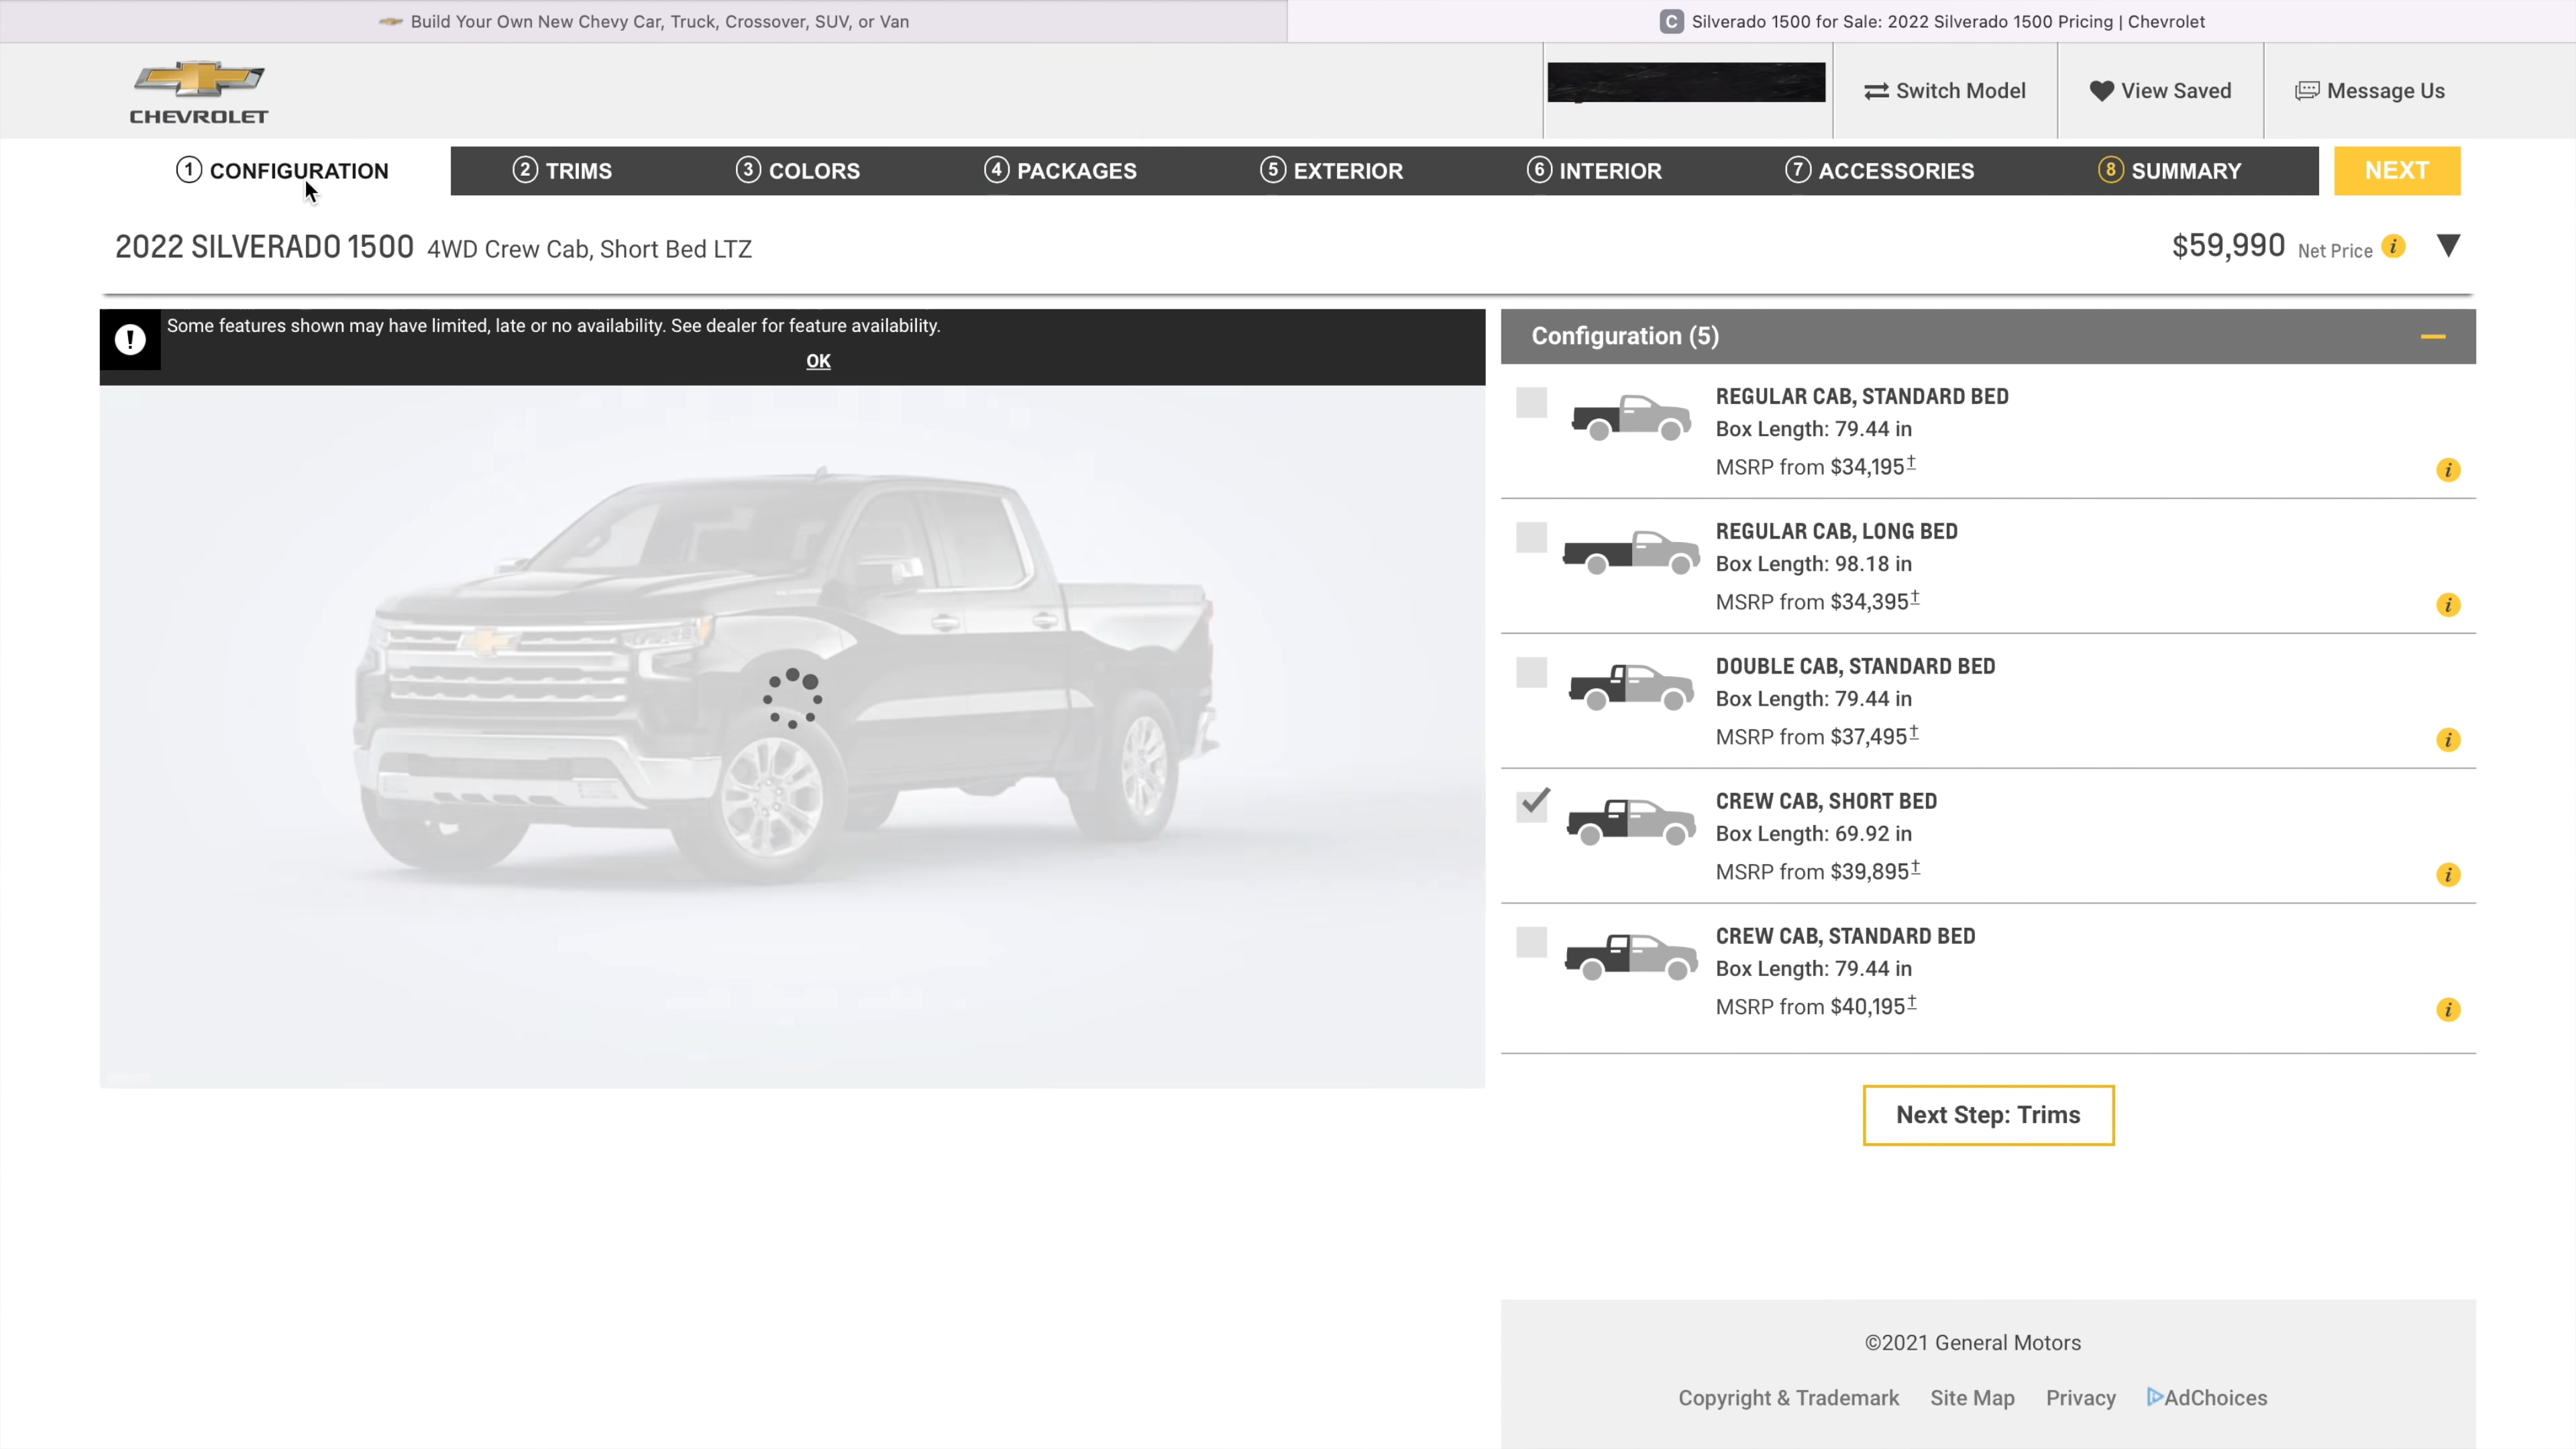 Build Your Own New Chevy Car, Truck, Crossover, SUV, or Van
C Silverado 1500 for Sale: 2022 Silverado 1500 Pricing | Chevrolet
CHEVROLET
Switch Model
View Saved
Message Us
1 CONFIGURATION
2 TRIMS
3 COLORS
4 PACKAGES
5 EXTERIOR
6 INTERIOR
7 ACCESSORIES
8 SUMMARY
NEXT
2022 SILVERADO 1500 4WD Crew Cab, Short Bed LTZ
$59,990 Net Price i
! Some features shown may have limited, late or no availability. See dealer for feature availability.
OK
Configuration (5)
REGULAR CAB, STANDARD BED
Box Length: 79.44 in
MSRP from $34,195†
i
REGULAR CAB, LONG BED
Box Length: 98.18 in
MSRP from $34,395†
i
DOUBLE CAB, STANDARD BED
Box Length: 79.44 in
MSRP from $37,495†
i
CREW CAB, SHORT BED
Box Length: 69.92 in
MSRP from $39,895†
i
CREW CAB, STANDARD BED
Box Length: 79.44 in
MSRP from $40,195†
i
Next Step: Trims
©2021 General Motors
Copyright & Trademark Site Map Privacy AdChoices